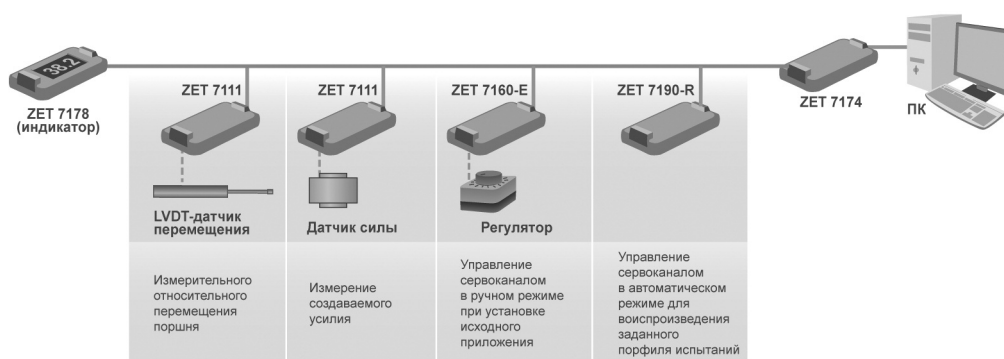 38.2
ZET 7178
(индикатор)
ZET 7111
ZET 7111
ZET 7160-E
ZET 7190-R
ZET 7174
ПК
LVDT-датчик
перемещения
Датчик силы
Регулятор
Измерительного
относительного
перемещения
поршня
Измерение
создаваемого
усилия
Управление
сервоканалом
в ручном режиме
при установке
исходного
приложения
Управление
сервоканалом
в автоматическом
режиме для
воиспроизведения
заданного
порфиля испытаний